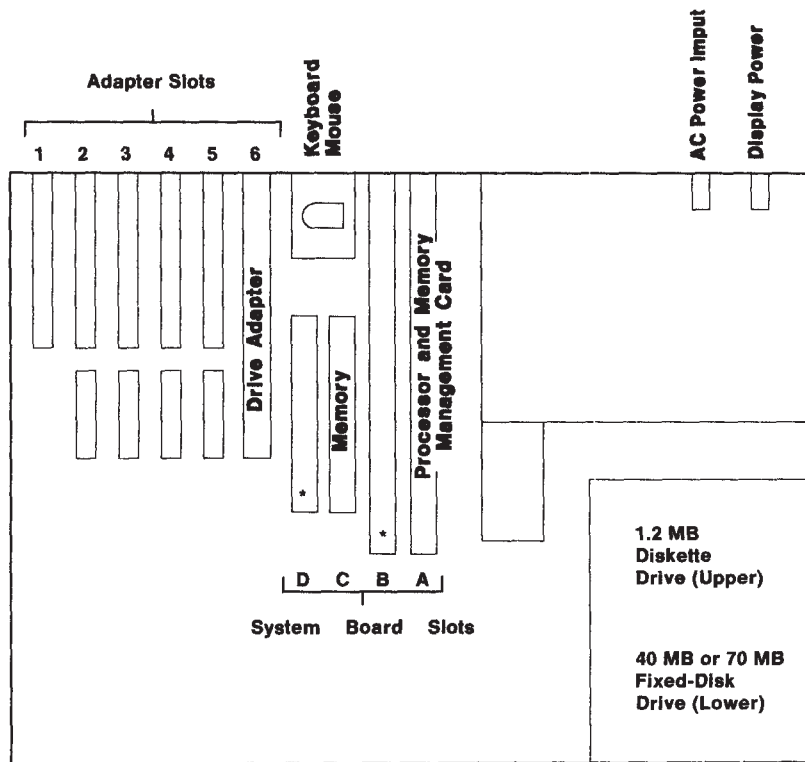 Adapter Slots
1 2 3 4 5 6
Keyboard
Mouse
AC Power Imput
Display Power
Drive Adapter
Memory
Processor and Memory
Management Card
*
*
D C B A
System Board Slots
1.2 MB
Diskette
Drive (Upper)
40 MB or 70 MB
Fixed-Disk
Drive (Lower)